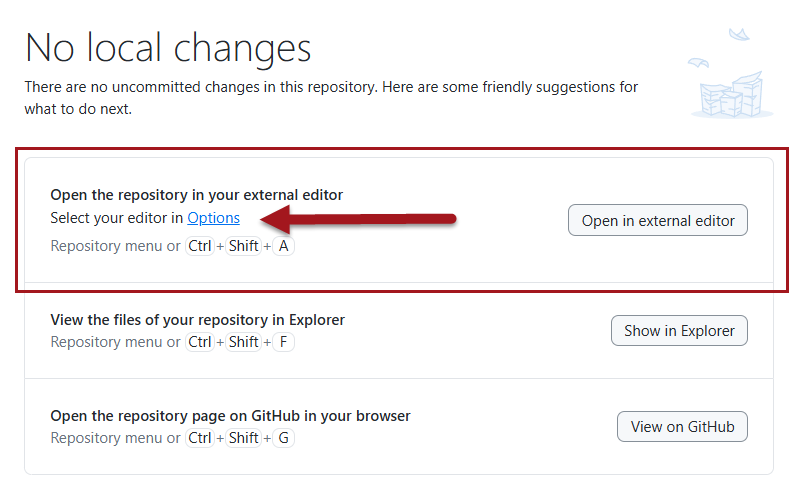 No local changes
There are no uncommitted changes in this repository. Here are some friendly suggestions for
what to do next.
Open the repository in your external editor
Select your editor in Options
Repository menu or Ctrl + Shift + A
Open in external editor
View the files of your repository in Explorer
Repository menu or Ctrl + Shift + F
Show in Explorer
Open the repository page on GitHub in your browser
Repository menu or Ctrl + Shift + G
View on GitHub